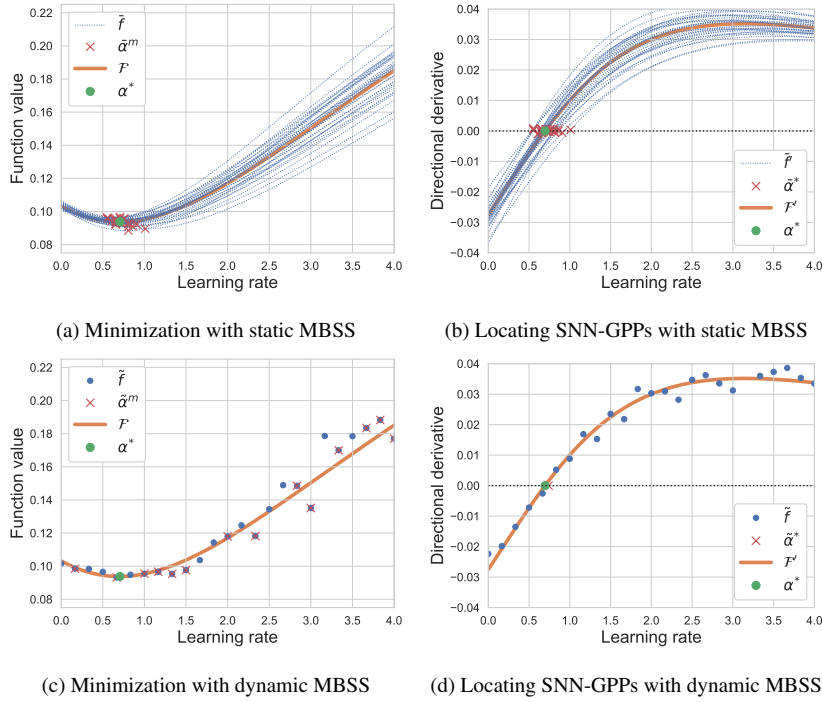 0.22
0.20
0.18
0.16
0.14
0.12
0.10
0.08
Function value
f̄
ᾱᵐ
ℱ
α*
0.0 0.5 1.0 1.5 2.0 2.5 3.0 3.5 4.0
Learning rate
(a) Minimization with static MBSS
0.04
0.03
0.02
0.01
0.00
−0.01
−0.02
−0.03
−0.04
Directional derivative
f̄′
ᾱ*
ℱ′
α*
0.0 0.5 1.0 1.5 2.0 2.5 3.0 3.5 4.0
Learning rate
(b) Locating SNN-GPPs with static MBSS
0.22
0.20
0.18
0.16
0.14
0.12
0.10
0.08
Function value
f̃
α̃ᵐ
ℱ
α*
0.0 0.5 1.0 1.5 2.0 2.5 3.0 3.5 4.0
Learning rate
(c) Minimization with dynamic MBSS
0.04
0.03
0.02
0.01
0.00
−0.01
−0.02
−0.03
−0.04
Directional derivative
f̃
α̃*
ℱ′
α*
0.0 0.5 1.0 1.5 2.0 2.5 3.0 3.5 4.0
Learning rate
(d) Locating SNN-GPPs with dynamic MBSS